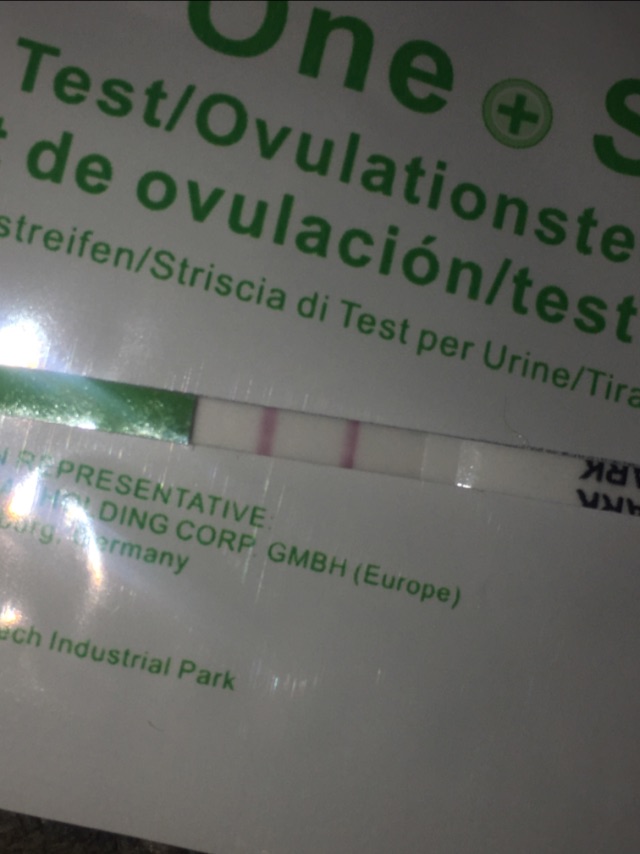 One S
Test/Ovulationste
de ovulación/test
streifen/Striscia di Test per Urine/Tira
REPRESENTATIVE:
HOLDING CORP. GMBH (Europe)
Germany
ech Industrial Park